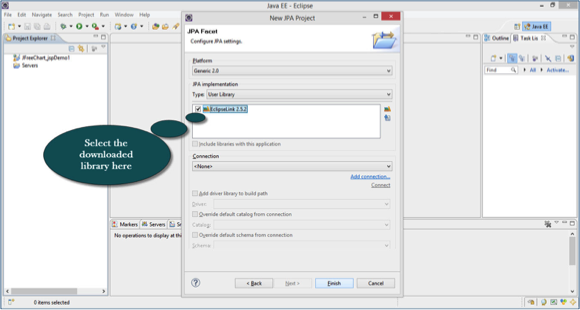 Java EE - Eclipse
File Edit Navigate Search Project Run Window Help
Java EE
Project Explorer
JFreeChart_jspDemo1
Servers
New JPA Project
JPA Facet
Configure JPA settings.
Platform
Generic 2.0
JPA implementation
Type: User Library
EclipseLink 2.5.2
Include libraries with this application
Connection
<None>
Add connection...
Connect
Add driver library to build path
Driver:
Override default catalog from connection
Catalog:
Override default schema from connection
Schema:
< Back Next > Finish Cancel
Select the
downloaded
library here
Outline Task Lis
Find All Activate...
Markers Servers
No operations to display at thi
0 items selected